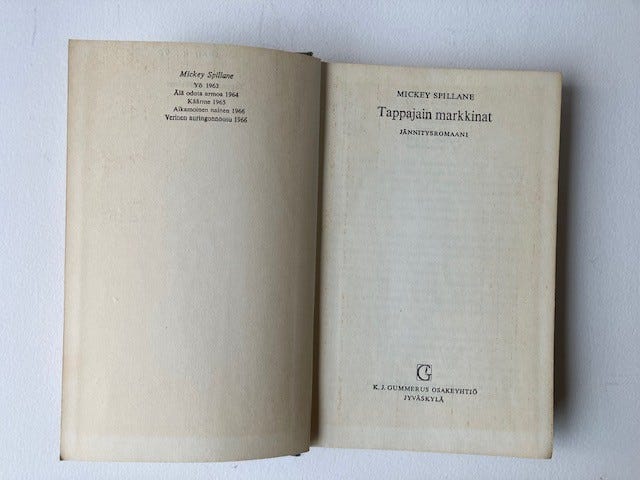 Mickey Spillane
Yö 1963
Älä odota armoa 1964
Käärme 1965
Aikamoinen nainen 1966
Verinen auringonnousu 1966
MICKEY SPILLANE
Tappajain markkinat
JÄNNITYSROMAANI
G
K. J. GUMMERUS OSAKEYHTIÖ
JYVÄSKYLÄ